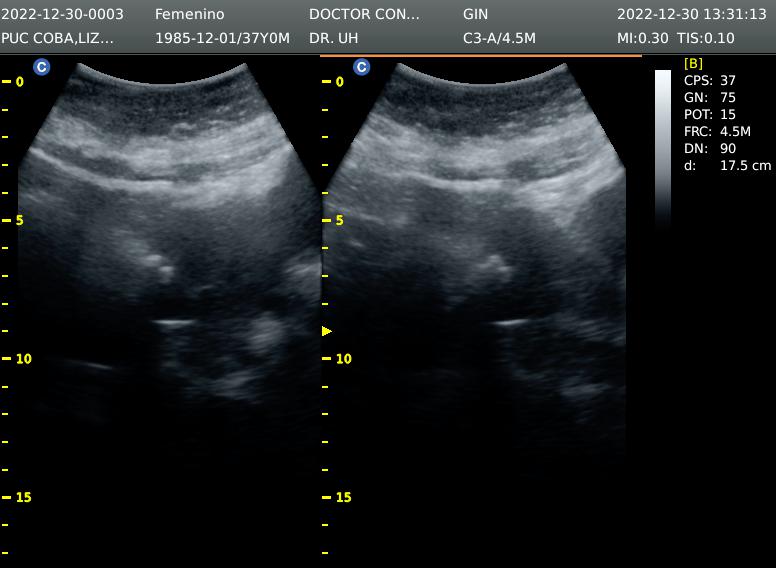 2022-12-30-0003 Femenino DOCTOR CON... GIN 2022-12-30 13:31:13
PUC COBA,LIZ... 1985-12-01/37Y0M DR. UH C3-A/4.5M MI:0.30 TIS:0.10
C C [B]
0 0 CPS: 37
GN: 75
POT: 15
FRC: 4.5M
DN: 90
d: 17.5 cm
5 5
10 10
15 15